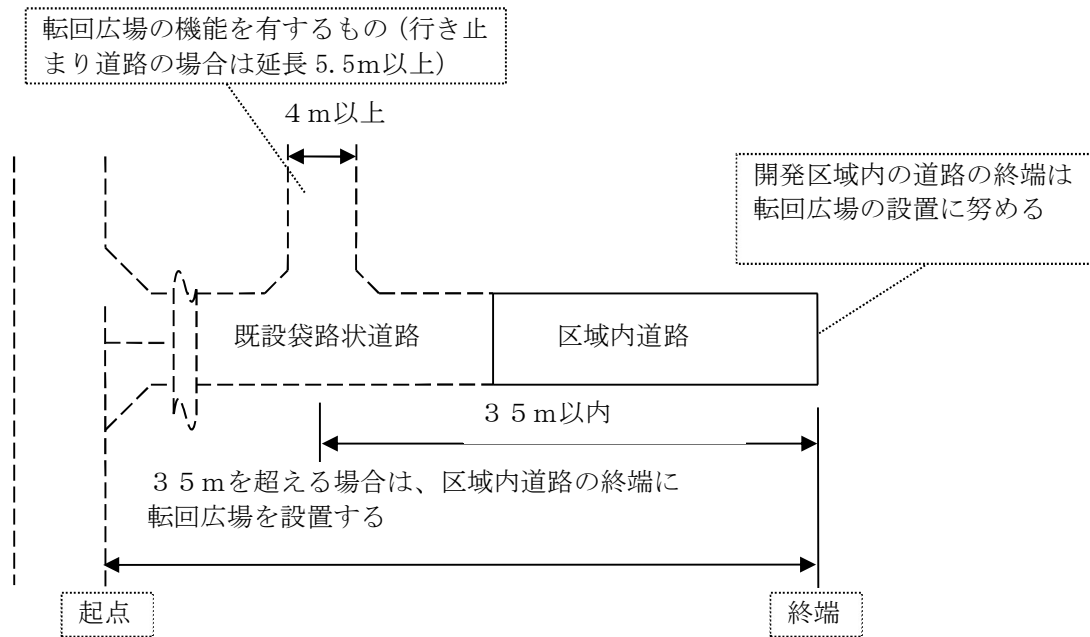 転回広場の機能を有するもの（行き止
まり道路の場合は延長 5.5m以上）
４ｍ以上
開発区域内の道路の終端は
転回広場の設置に努める
既設袋路状道路
区域内道路
３５ｍ以内
３５ｍを超える場合は、区域内道路の終端に
転回広場を設置する
起点
終端